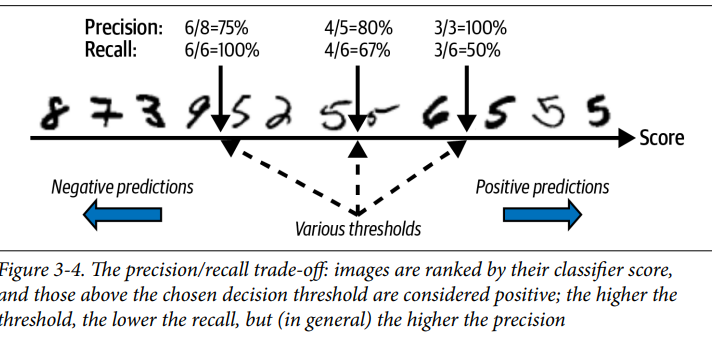 Precision: 6/8=75% 4/5=80% 3/3=100%
Recall: 6/6=100% 4/6=67% 3/6=50%
8 7 3 9 5 2 5 5 6 5 5 5
Score
Negative predictions
Positive predictions
Various thresholds
Figure 3-4. The precision/recall trade-off: images are ranked by their classifier score,
and those above the chosen decision threshold are considered positive; the higher the
threshold, the lower the recall, but (in general) the higher the precision